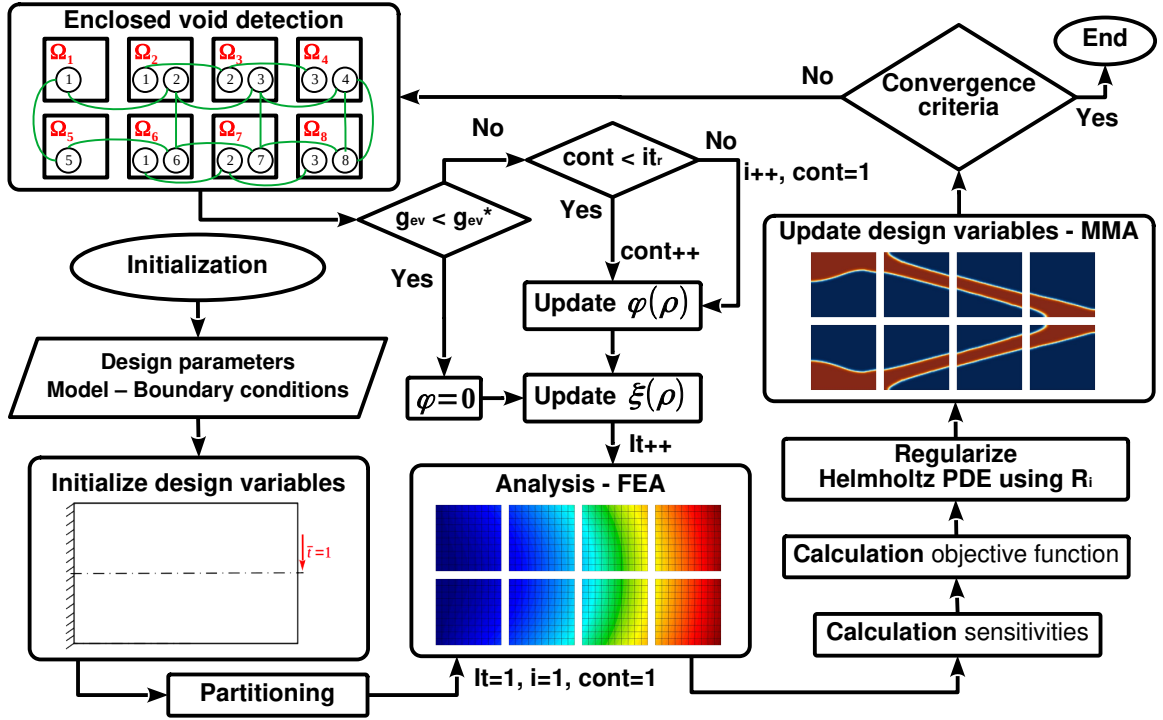 Enclosed void detection
Ω1 Ω2 Ω3 Ω4
1 1 2 2 3 3 4
Ω5 Ω6 Ω7 Ω8
5 1 6 2 7 3 8
End
No
Convergence
criteria
Yes
No
cont < itr
No
i++, cont=1
gev < gev*
Yes
cont++
Yes
Update φ(ρ)
φ=0
Update ξ(ρ)
It++
Initialization
Design parameters
Model – Boundary conditions
Initialize design variables
t̄=1
Partitioning
It=1, i=1, cont=1
Analysis - FEA
Update design variables - MMA
Regularize
Helmholtz PDE using Ri
Calculation objective function
Calculation sensitivities